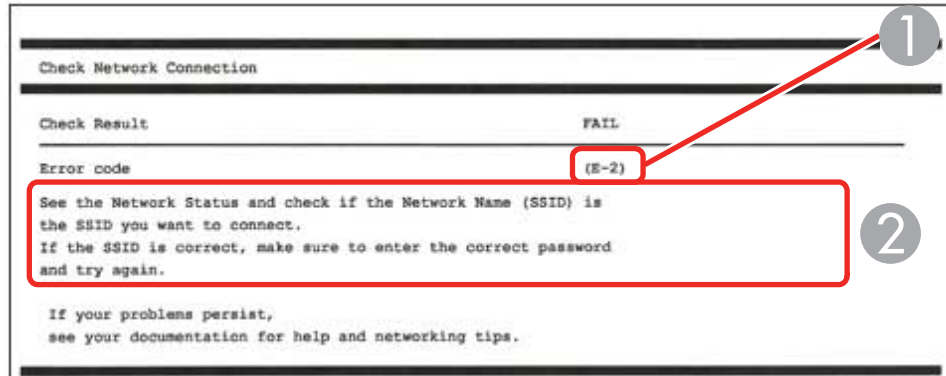 1
Check Network Connection
Check Result FAIL
Error code (E-2)
See the Network Status and check if the Network Name (SSID) is
the SSID you want to connect.
If the SSID is correct, make sure to enter the correct password
and try again.
2
If your problems persist,
see your documentation for help and networking tips.